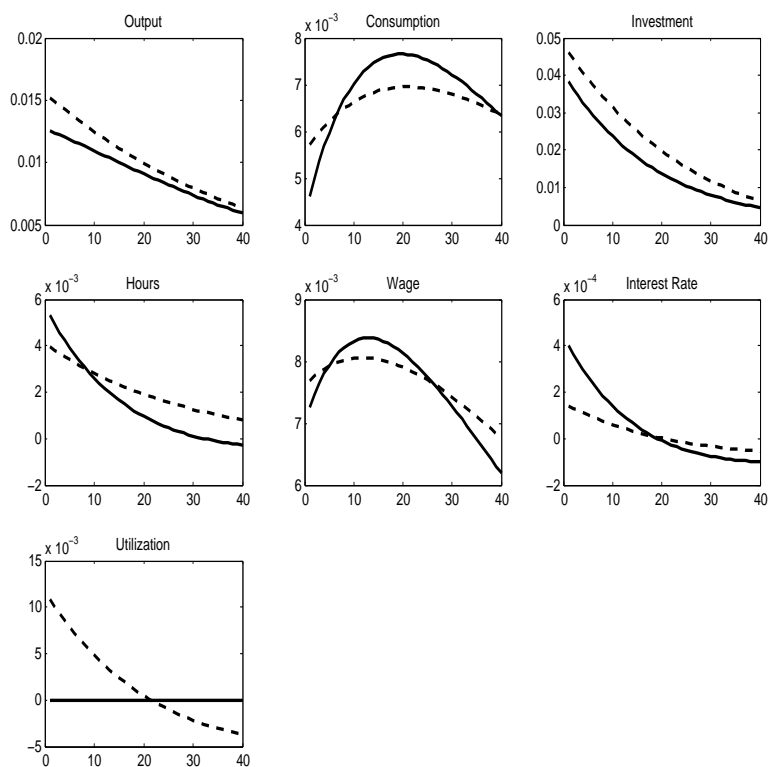 Output
0.02
0.015
0.01
0.005
0 10 20 30 40
Consumption
x 10⁻³
8
7
6
5
4
0 10 20 30 40
Investment
0.05
0.04
0.03
0.02
0.01
0
0 10 20 30 40
Hours
x 10⁻³
6
4
2
0
−2
0 10 20 30 40
Wage
x 10⁻³
9
8
7
6
0 10 20 30 40
Interest Rate
x 10⁻⁴
6
4
2
0
−2
0 10 20 30 40
Utilization
x 10⁻³
15
10
5
0
−5
0 10 20 30 40